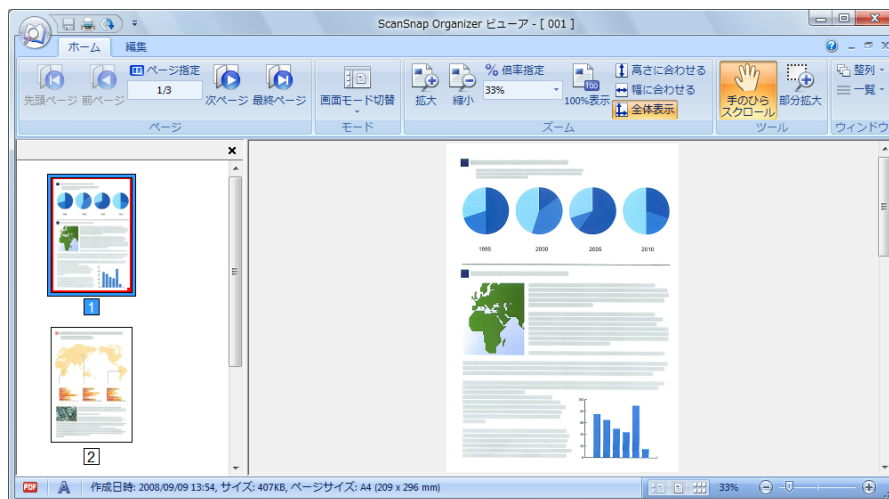 ScanSnap Organizer ビューア - [ 001 ]
ホーム 編集
先頭ページ 前ページ ページ指定 1/3 次ページ 最終ページ
ページ
画面モード切替
モード
拡大 縮小 % 倍率指定 33% 100 100%表示 高さに合わせる 幅に合わせる 全体表示
ズーム
手のひら
スクロール 部分拡大
ツール
整列
一覧
ウィンドウ
1
2
1995 2000 2005 2010
PDF A 作成日時: 2008/09/09 13:54, サイズ: 407KB, ページサイズ: A4 (209 x 296 mm) 33%